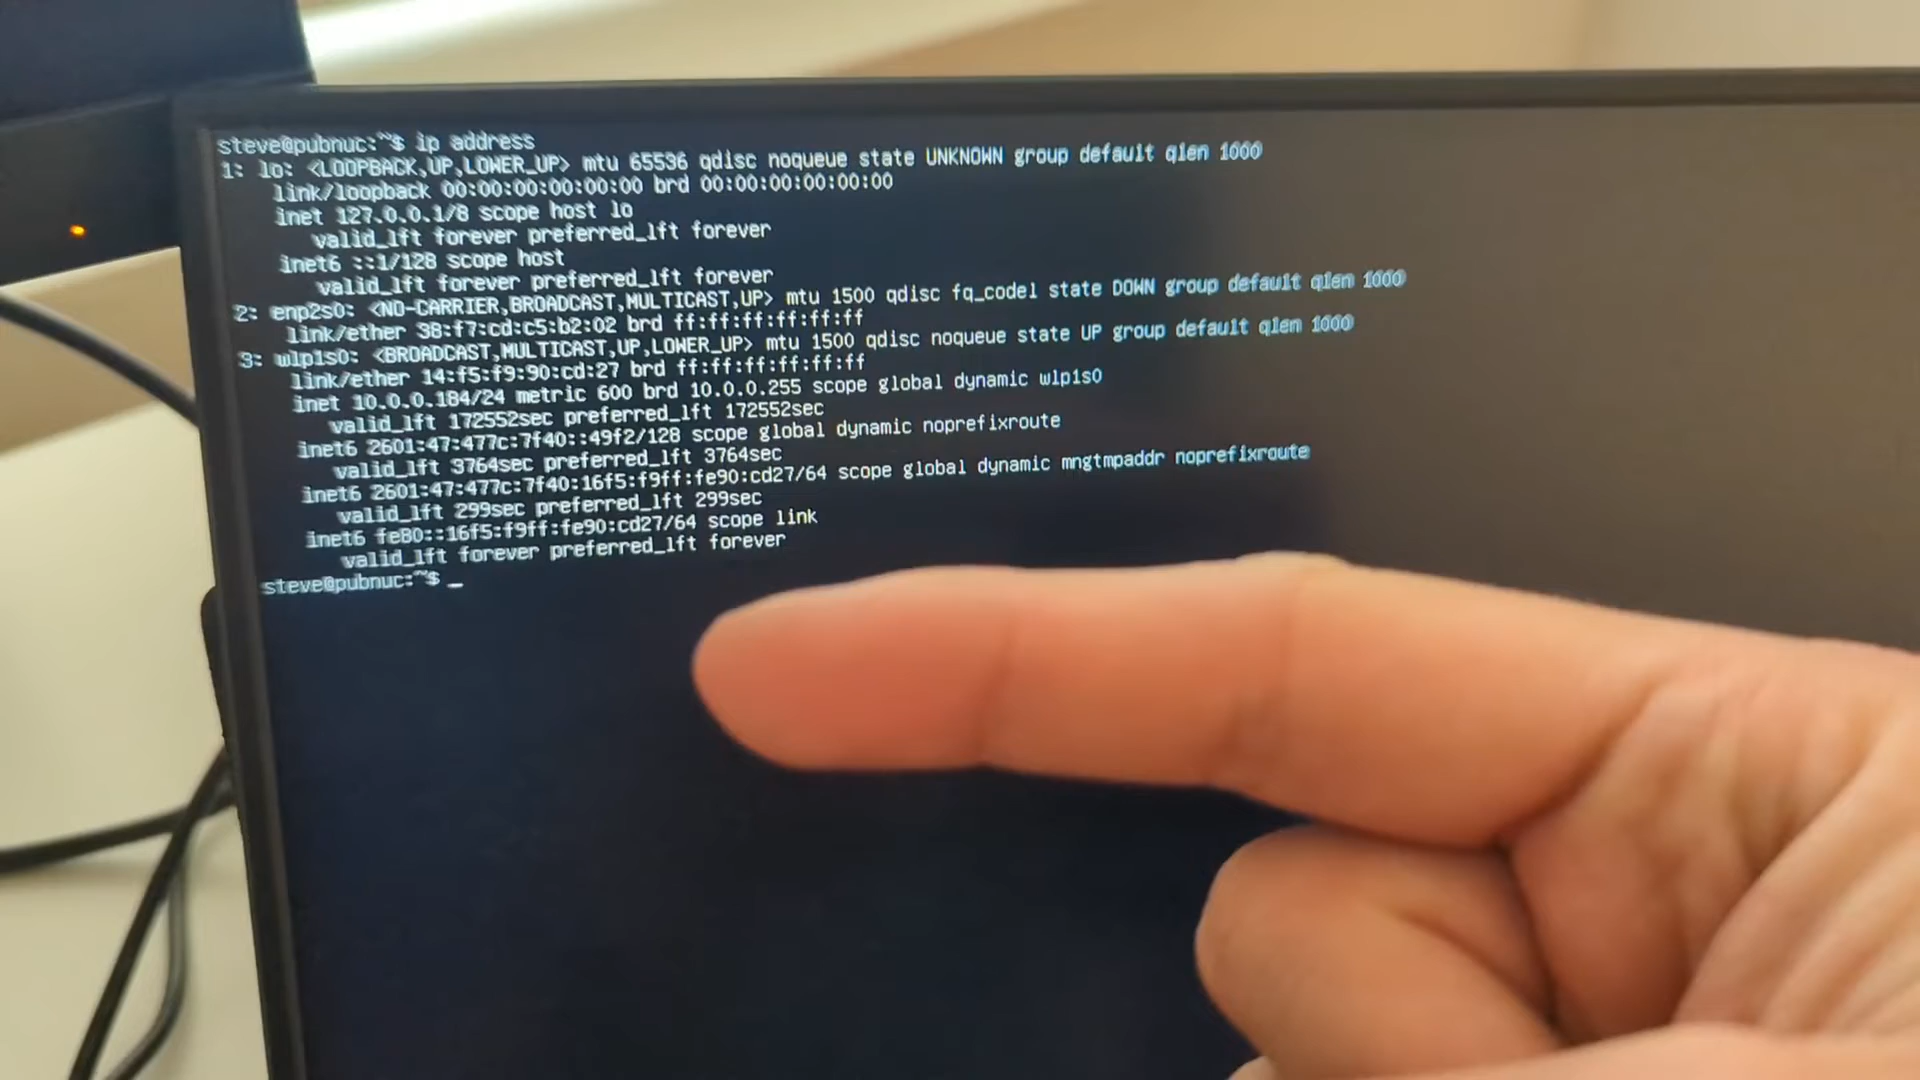 steve@pubnuc:~$ ip address
1: lo: <LOOPBACK,UP,LOWER_UP> mtu 65536 qdisc noqueue state UNKNOWN group default qlen 1000
link/loopback 00:00:00:00:00:00 brd 00:00:00:00:00:00
inet 127.0.0.1/8 scope host lo
valid_lft forever preferred_lft forever
inet6 ::1/128 scope host
valid_lft forever preferred_lft forever
2: enp2s0: <NO-CARRIER,BROADCAST,MULTICAST,UP> mtu 1500 qdisc fq_codel state DOWN group default qlen 1000
link/ether 38:f7:cd:c5:b2:02 brd ff:ff:ff:ff:ff:ff
3: wlp1s0: <BROADCAST,MULTICAST,UP,LOWER_UP> mtu 1500 qdisc noqueue state UP group default qlen 1000
link/ether 14:f5:f9:90:cd:27 brd ff:ff:ff:ff:ff:ff
inet 10.0.0.184/24 metric 600 brd 10.0.0.255 scope global dynamic wlp1s0
valid_lft 172552sec preferred_lft 172552sec
inet6 2601:47:477c:7f40::49f2/128 scope global dynamic noprefixroute
valid_lft 3764sec preferred_lft 3764sec
inet6 2601:47:477c:7f40:16f5:f9ff:fe90:cd27/64 scope global dynamic mngtmpaddr noprefixroute
valid_lft 299sec preferred_lft 299sec
inet6 fe80::16f5:f9ff:fe90:cd27/64 scope link
valid_lft forever preferred_lft forever
steve@pubnuc:~$ _